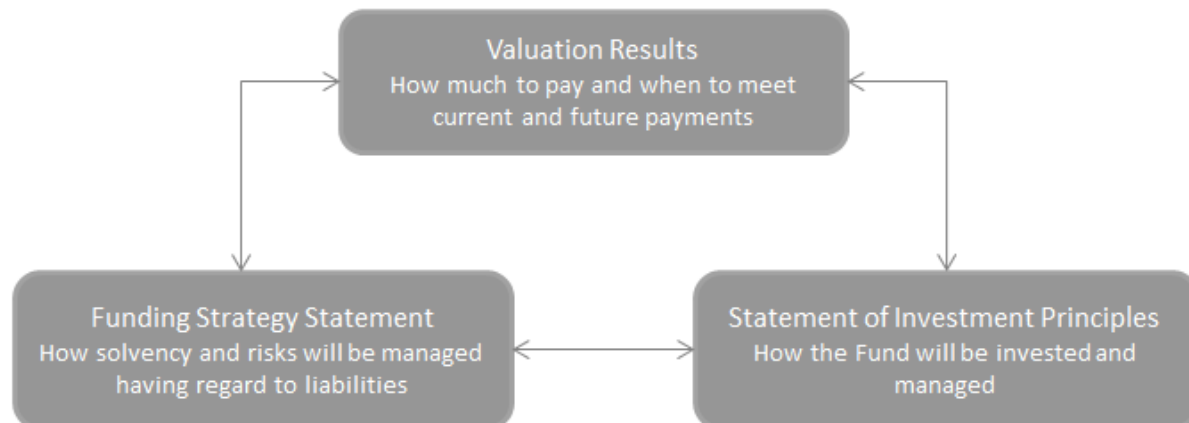 Valuation Results
How much to pay and when to meet
current and future payments
Funding Strategy Statement
How solvency and risks will be managed
having regard to liabilities
Statement of Investment Principles
How the Fund will be invested and
managed